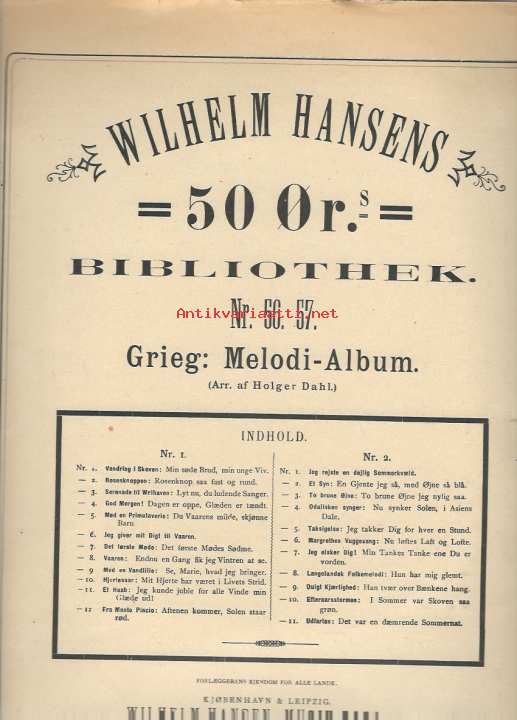 WILHELM HANSENS
= 50 Ør.s =
BIBLIOTHEK.
Antikvariaatti.net
Nr. 57.
Grieg: Melodi-Album.
(Arr. af Holger Dahl.)
INDHOLD.
Nr. 1.
Nr. 1. Vandring i Skoven: Min søde Brud, min unge Viv.
— 2. Rosenknoppen: Rosenknop, saa fast og rund.
— 3. Serenade til Welhaven: Lyt nu, du ludende Sanger.
— 4. God Morgen! Dagen er oppe, Glæden er tændt.
— 5. Med en Primulaveris: Du Vaarens milde, skjønne
Barn
— 6. Jeg giver mit Digt til Vaaren.
— 7. Det første Møde: Det første Mødes Sødme.
— 8. Vaaren: Endnu en Gang fik jeg Vintren at se.
— 9 Med en Vandlilie: Se, Marie, hvad jeg bringer.
— 10. Hjertesaar: Mit Hjerte har været i Livets Strid.
— 11. Et Haab: Jeg kunde joble for alle Vinde min
Glæde ud!
— 12 Fra Monte Pincio: Aftenen kommer, Solen staar
rød.
Nr. 2.
Nr. 1. Jeg rejste en dejlig Sommerkvæld.
— 2. Et Syn: En Gjente jeg så, med Øjne så blå.
— 3. To brune Øjne: To brune Øjne jeg nylig saa.
— 4. Odalisken synger: Nu synker Solen, i Asiens
Dale.
— 5. Taksigelse: Jeg takker Dig for hver en Stund.
— 6. Margrethes Vuggesang: Nu løftes Laft og Lofte.
— 7. Jeg elsker Dig! Min Tankes Tanke ene Du er
vorden.
— 8. Langelandsk Folkemelodi: Hun har mig glemt.
— 9. Dulgt Kjærlighed: Han tvær over Bænkene hang.
— 10. Efteraarsstormen: I Sommer var Skoven saa
grøn.
— 11. Udfarten: Det var en dæmrende Sommernat.
FORLÆGGERENS EJENDOM FOR ALLE LANDE.
KJØBENHAVN & LEIPZIG.
WILHELM HANSEN, MUSIK